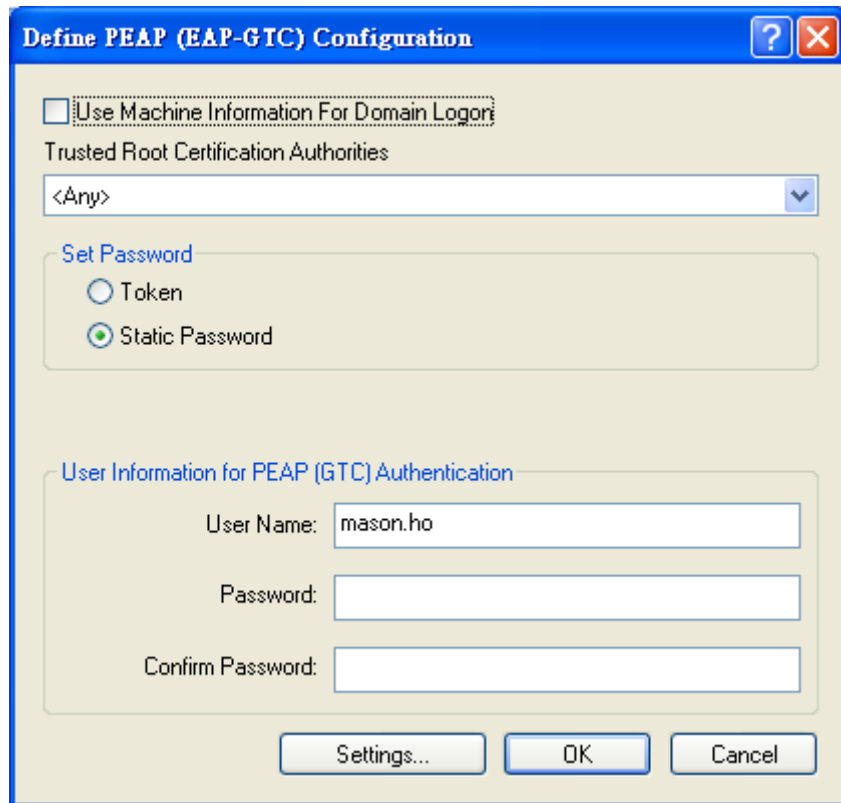 Define PEAP (EAP-GTC) Configuration
Use Machine Information For Domain Logon
Trusted Root Certification Authorities
<Any>
Set Password
Token
Static Password
User Information for PEAP (GTC) Authentication
User Name: mason.ho
Password:
Confirm Password:
Settings... OK Cancel